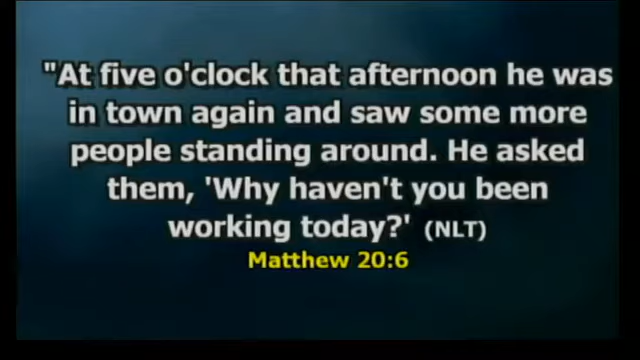 "At five o'clock that afternoon he was
in town again and saw some more
people standing around. He asked
them, 'Why haven't you been
working today?' (NLT)
Matthew 20:6